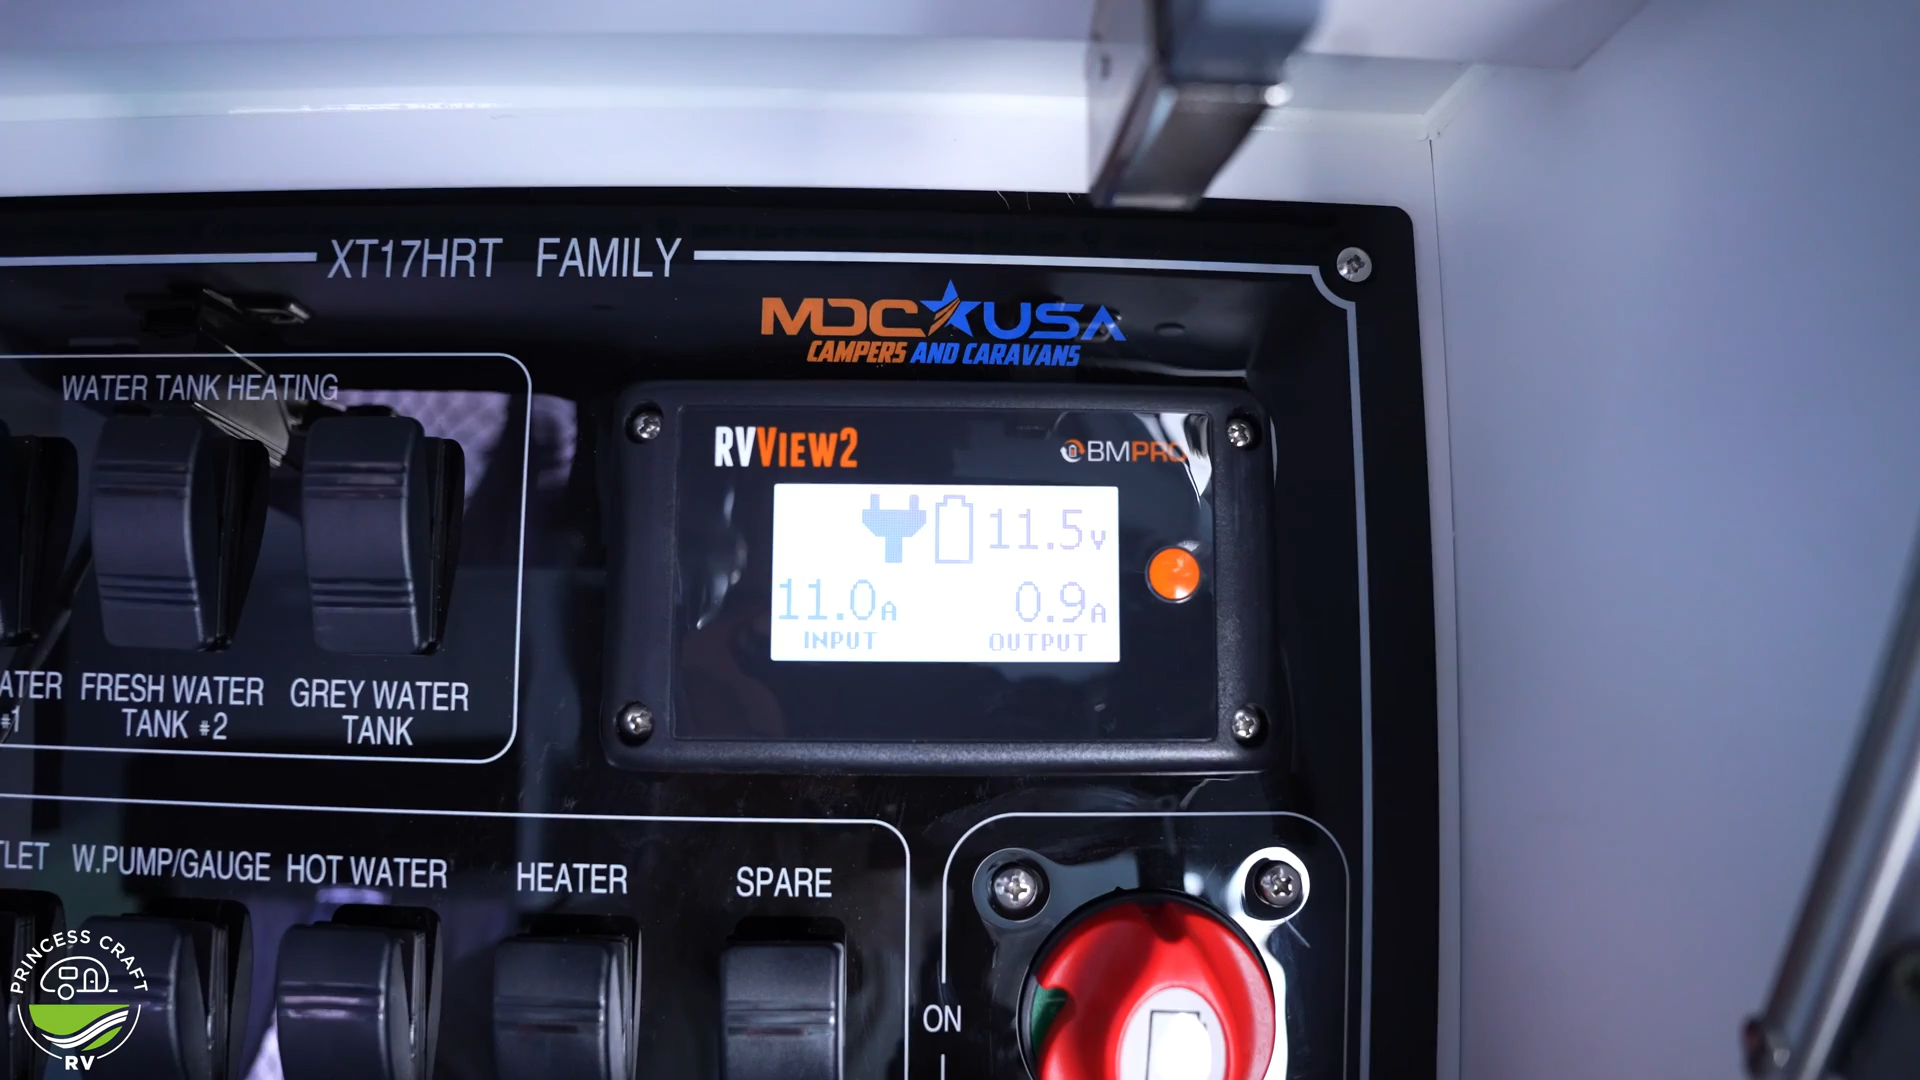 XT17HRT FAMILY
MDC USA
CAMPERS AND CARAVANS
WATER TANK HEATING
RVVIEW2
BMPRO
11.5V
11.0A
0.9A
INPUT
OUTPUT
FRESH WATER
TANK #2
GREY WATER
TANK
#1
W.PUMP/GAUGE
HOT WATER
HEATER
SPARE
ON
PRINCESS CRAFT
RV